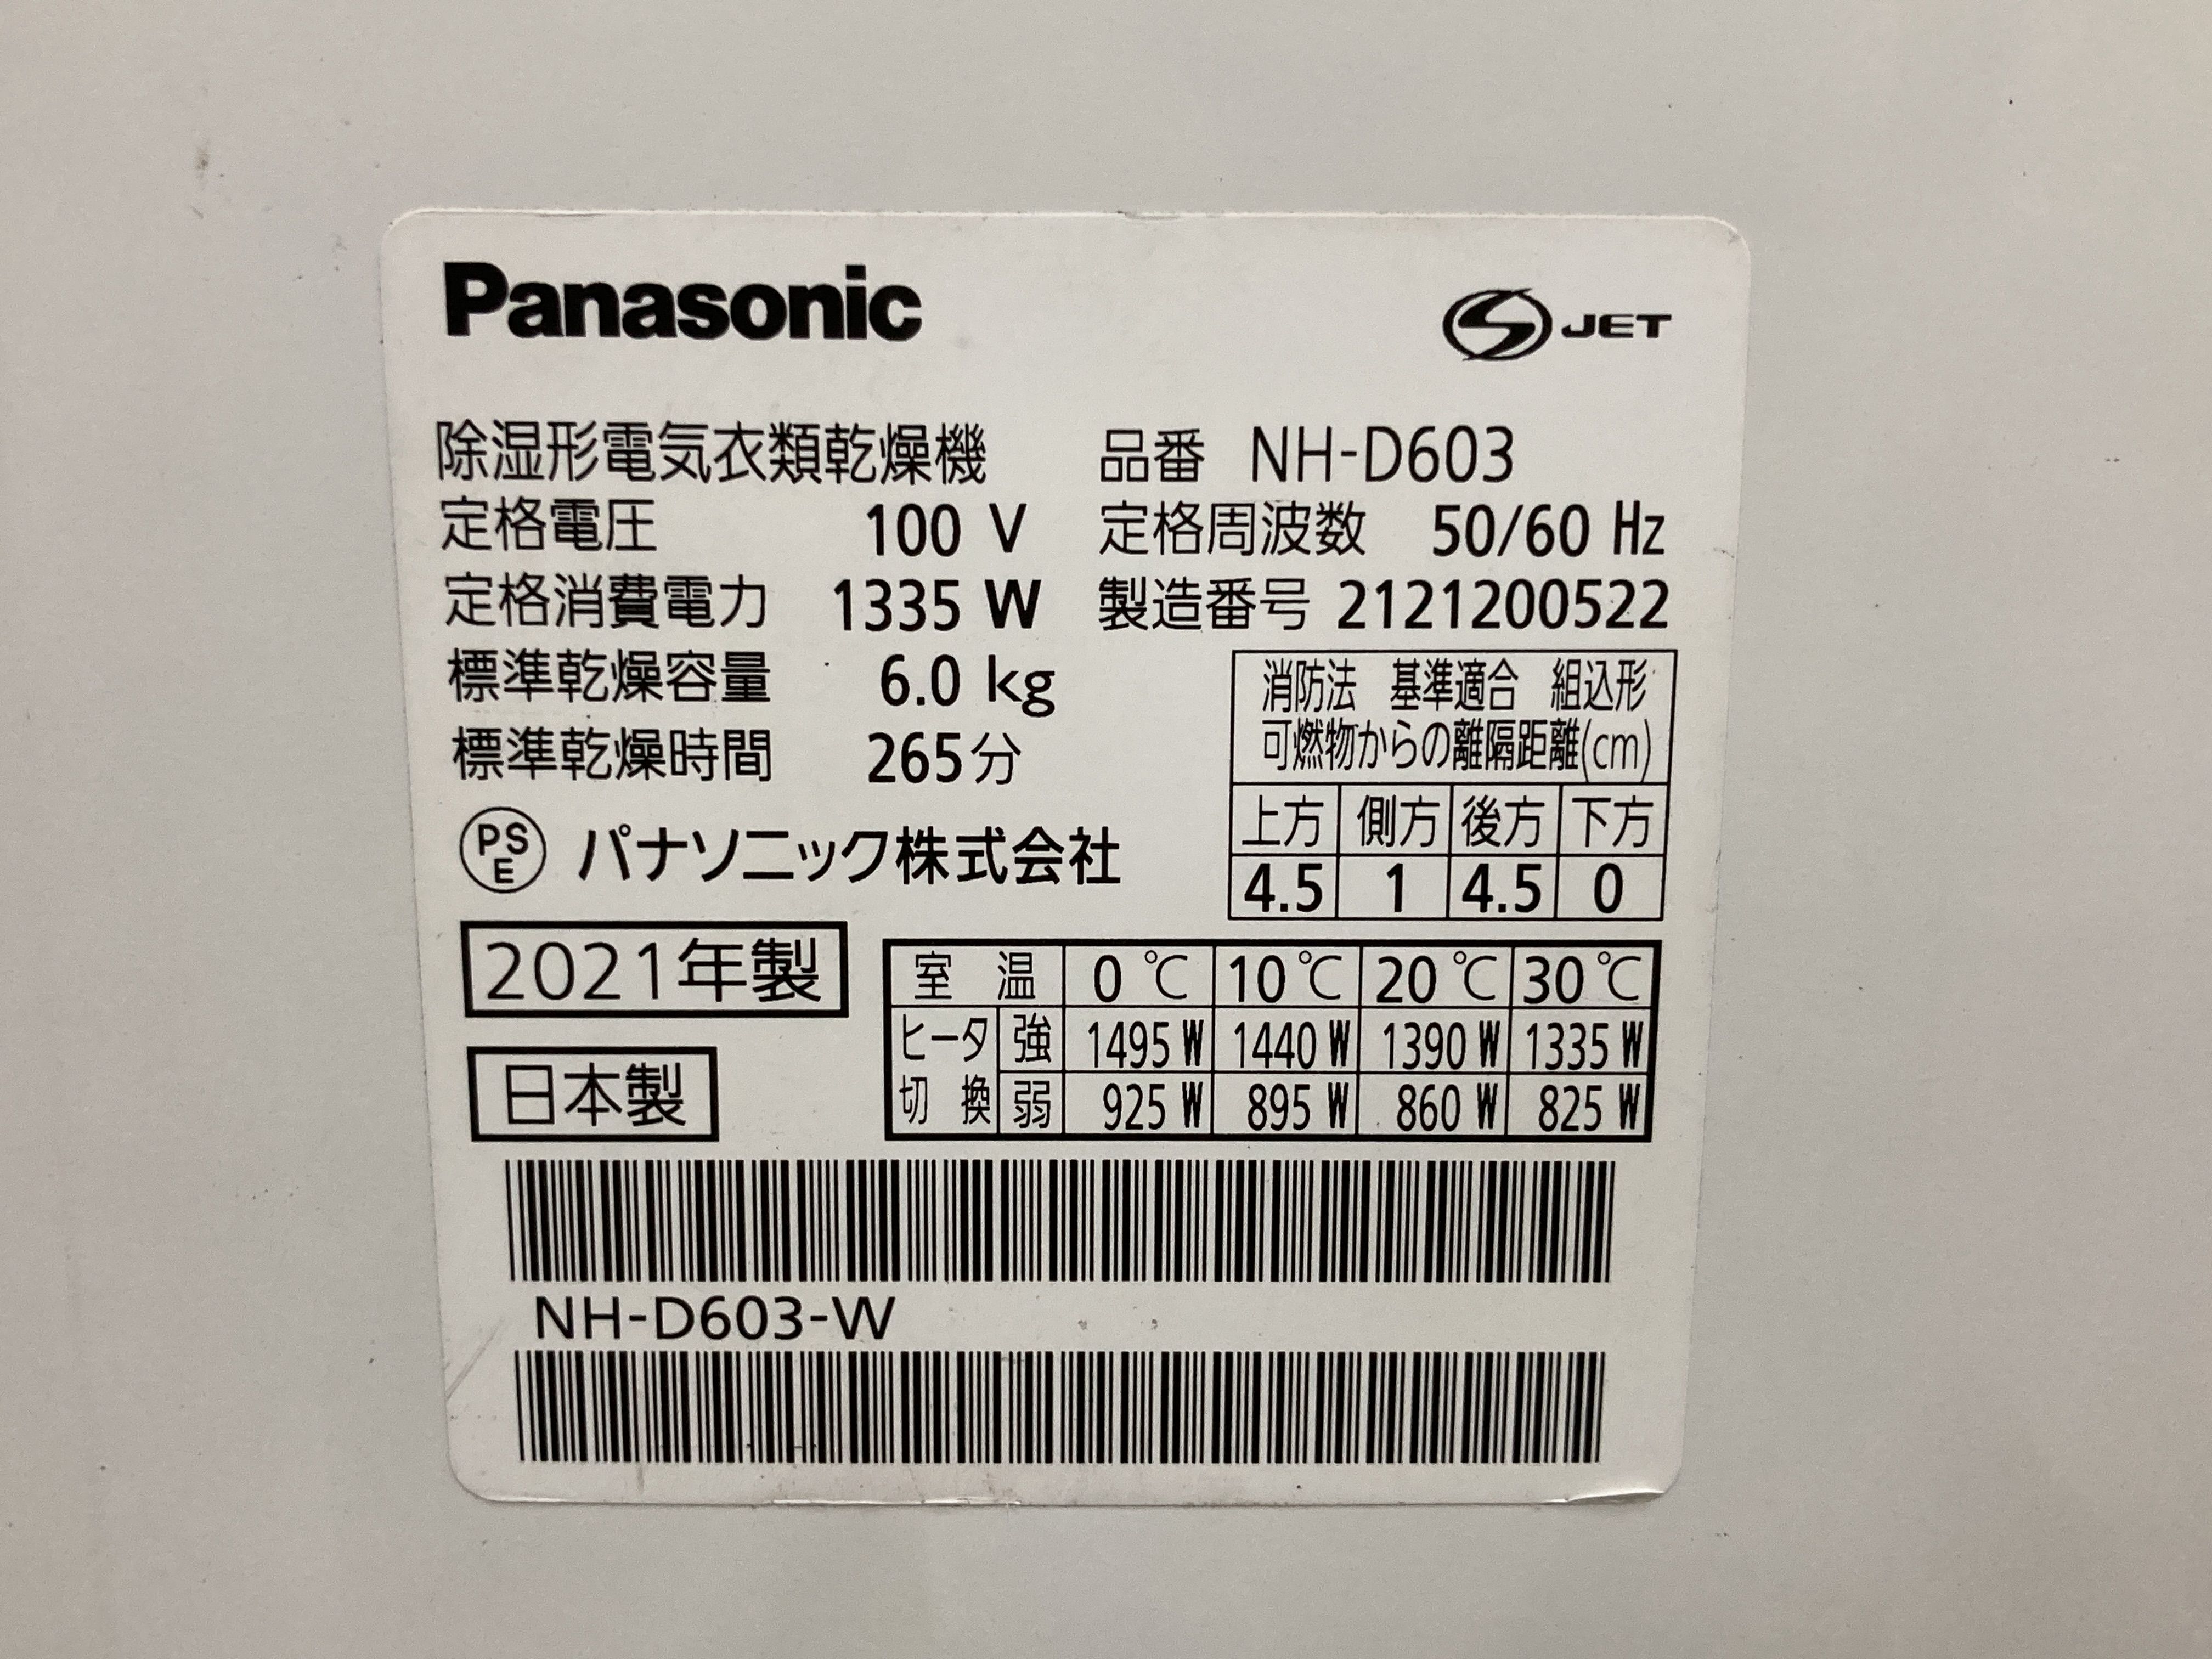 Panasonic
S JET
除湿形電気衣類乾燥機 品番 NH-D603
定格電圧 100 V 定格周波数 50/60 Hz
定格消費電力 1335 W 製造番号 2121200522
標準乾燥容量 6.0 kg
標準乾燥時間 265分
消防法 基準適合 組込形
可燃物からの離隔距離(cm)
上方 側方 後方 下方
4.5 1 4.5 0
PSE パナソニック株式会社
2021年製
日本製
室温 0℃ 10℃ 20℃ 30℃
ヒータ 強 1495 W 1440 W 1390 W 1335 W
切換 弱 925 W 895 W 860 W 825 W
NH-D603-W